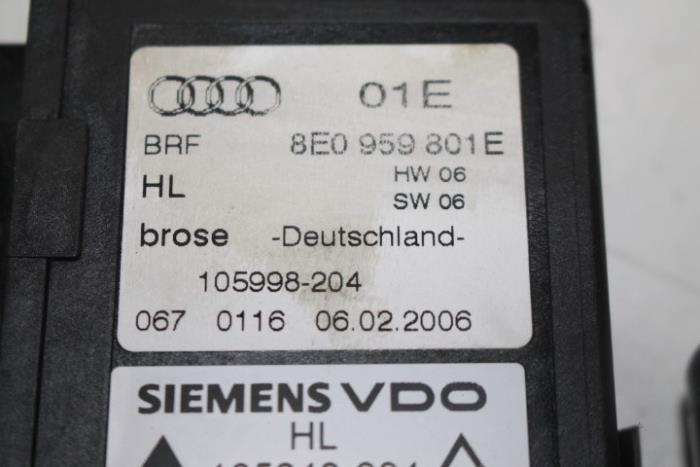 01E
BRF 8E0 959 801E
HL HW 06
SW 06
brose -Deutschland-
105998-204
067 0116 06.02.2006
SIEMENS VDO
HL